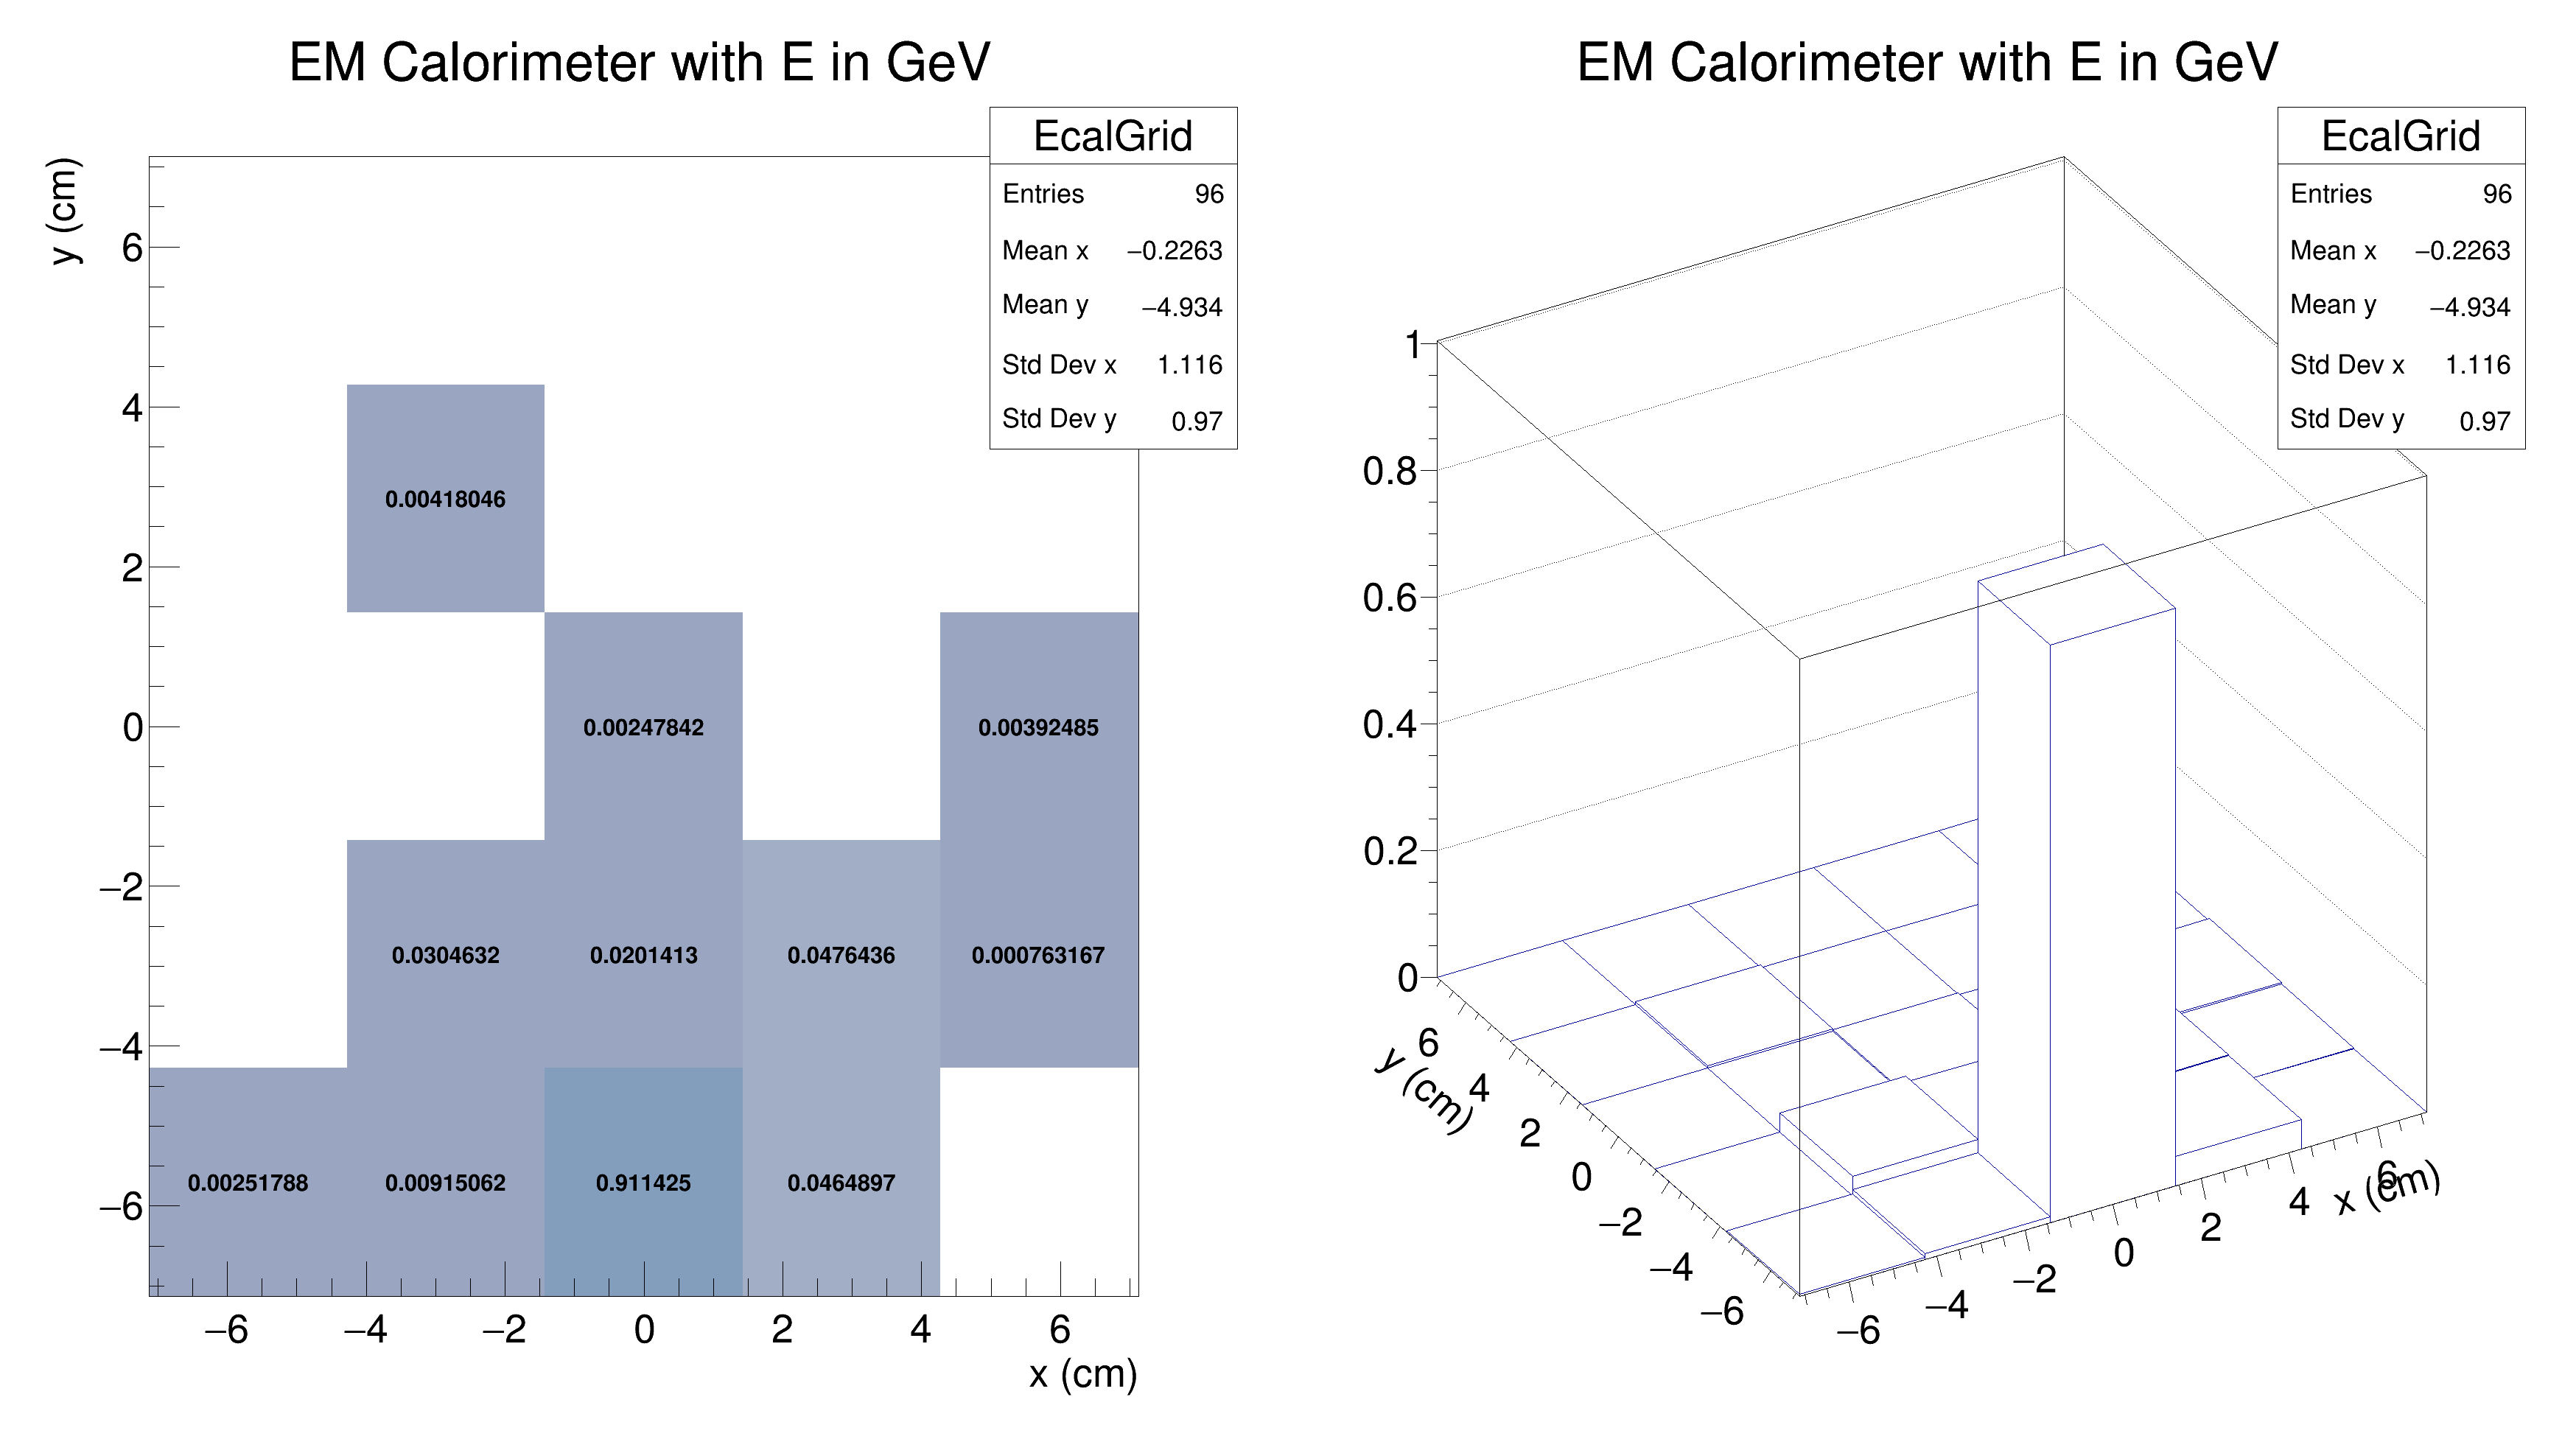 EM Calorimeter with E in GeV
EcalGrid
Entries 96
Mean x −0.2263
Mean y −4.934
Std Dev x 1.116
Std Dev y 0.97
y (cm)
6
4
2
0
−2
−4
−6
0.00418046
0.00247842 0.00392485
0.0304632 0.0201413 0.0476436 0.000763167
0.00251788 0.00915062 0.911425 0.0464897
−6 −4 −2 0 2 4 6
x (cm)
EM Calorimeter with E in GeV
EcalGrid
Entries 96
Mean x −0.2263
Mean y −4.934
Std Dev x 1.116
Std Dev y 0.97
1
0.8
0.6
0.4
0.2
0
y (cm)
6
4
2
0
−2
−4
−6
−6 −4 −2 0 2 4 6
x (cm)